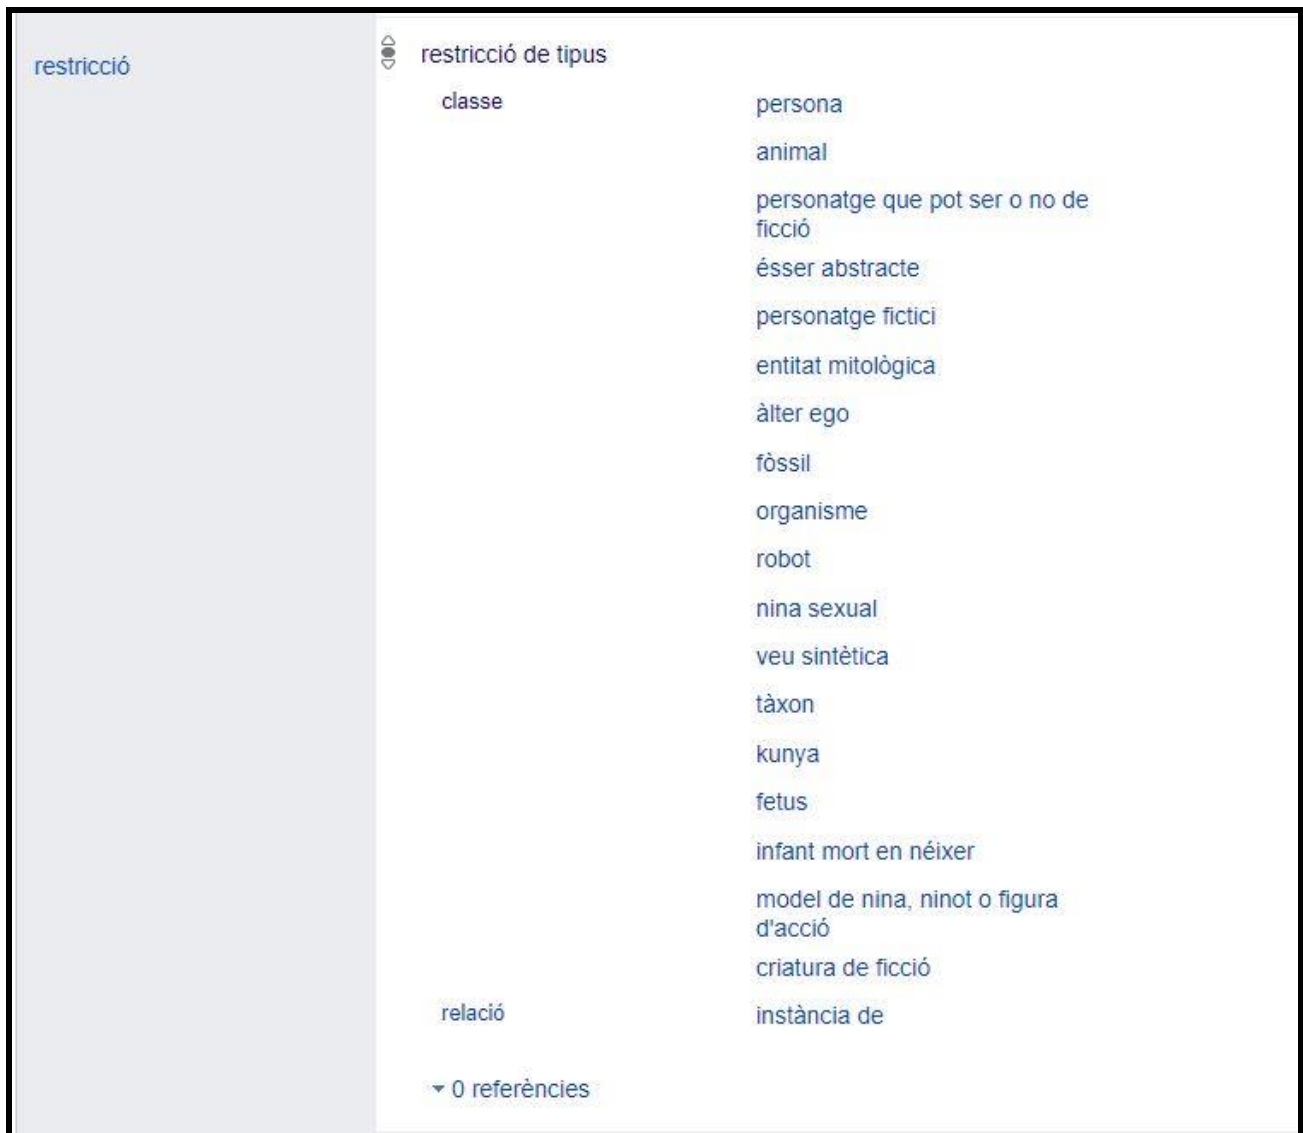 restricció
restricció de tipus
classe
persona
animal
personatge que pot ser o no de
ficció
ésser abstracte
personatge fictici
entitat mitològica
àlter ego
fòssil
organisme
robot
nina sexual
veu sintètica
tàxon
kunya
fetus
infant mort en néixer
model de nina, ninot o figura
d'acció
criatura de ficció
relació
instància de
0 referències